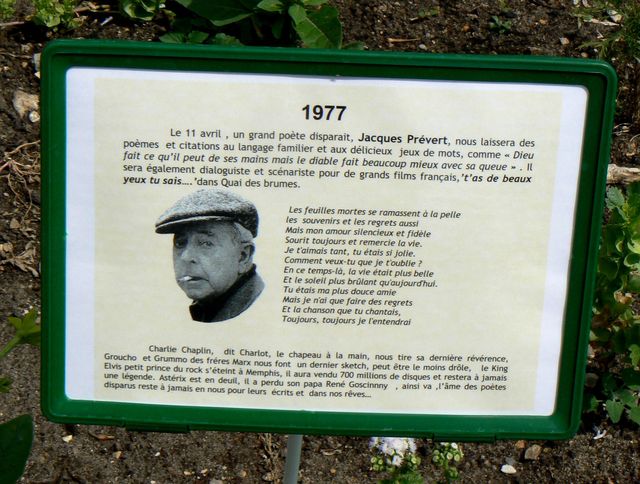 1977
Le 11 avril , un grand poète disparait, Jacques Prévert, nous laissera des
poèmes et citations au langage familier et aux délicieux jeux de mots, comme « Dieu
fait ce qu'il peut de ses mains mais le diable fait beaucoup mieux avec sa queue » . Il
sera également dialoguiste et scénariste pour de grands films français,'t'as de beaux
yeux tu sais....'dans Quai des brumes.
Les feuilles mortes se ramassent à la pelle
les souvenirs et les regrets aussi
Mais mon amour silencieux et fidèle
Sourit toujours et remercie la vie.
Je t'aimais tant, tu étais si jolie.
Comment veux-tu que je t'oublie ?
En ce temps-là, la vie était plus belle
Et le soleil plus brûlant qu'aujourd'hui.
Tu étais ma plus douce amie
Mais je n'ai que faire des regrets
Et la chanson que tu chantais,
Toujours, toujours je l'entendrai
Charlie Chaplin, dit Charlot, le chapeau à la main, nous tire sa dernière révérence,
Groucho et Grummo des fréres Marx nous font un dernier sketch, peut être le moins drôle, le King
Elvis petit prince du rock s'éteint à Memphis, il aura vendu 700 millions de disques et restera à jamais
une légende. Astérix est en deuil, il a perdu son papa René Goscinnny , ainsi va ,l'âme des poètes
disparus reste à jamais en nous pour leurs écrits et dans nos rêves...